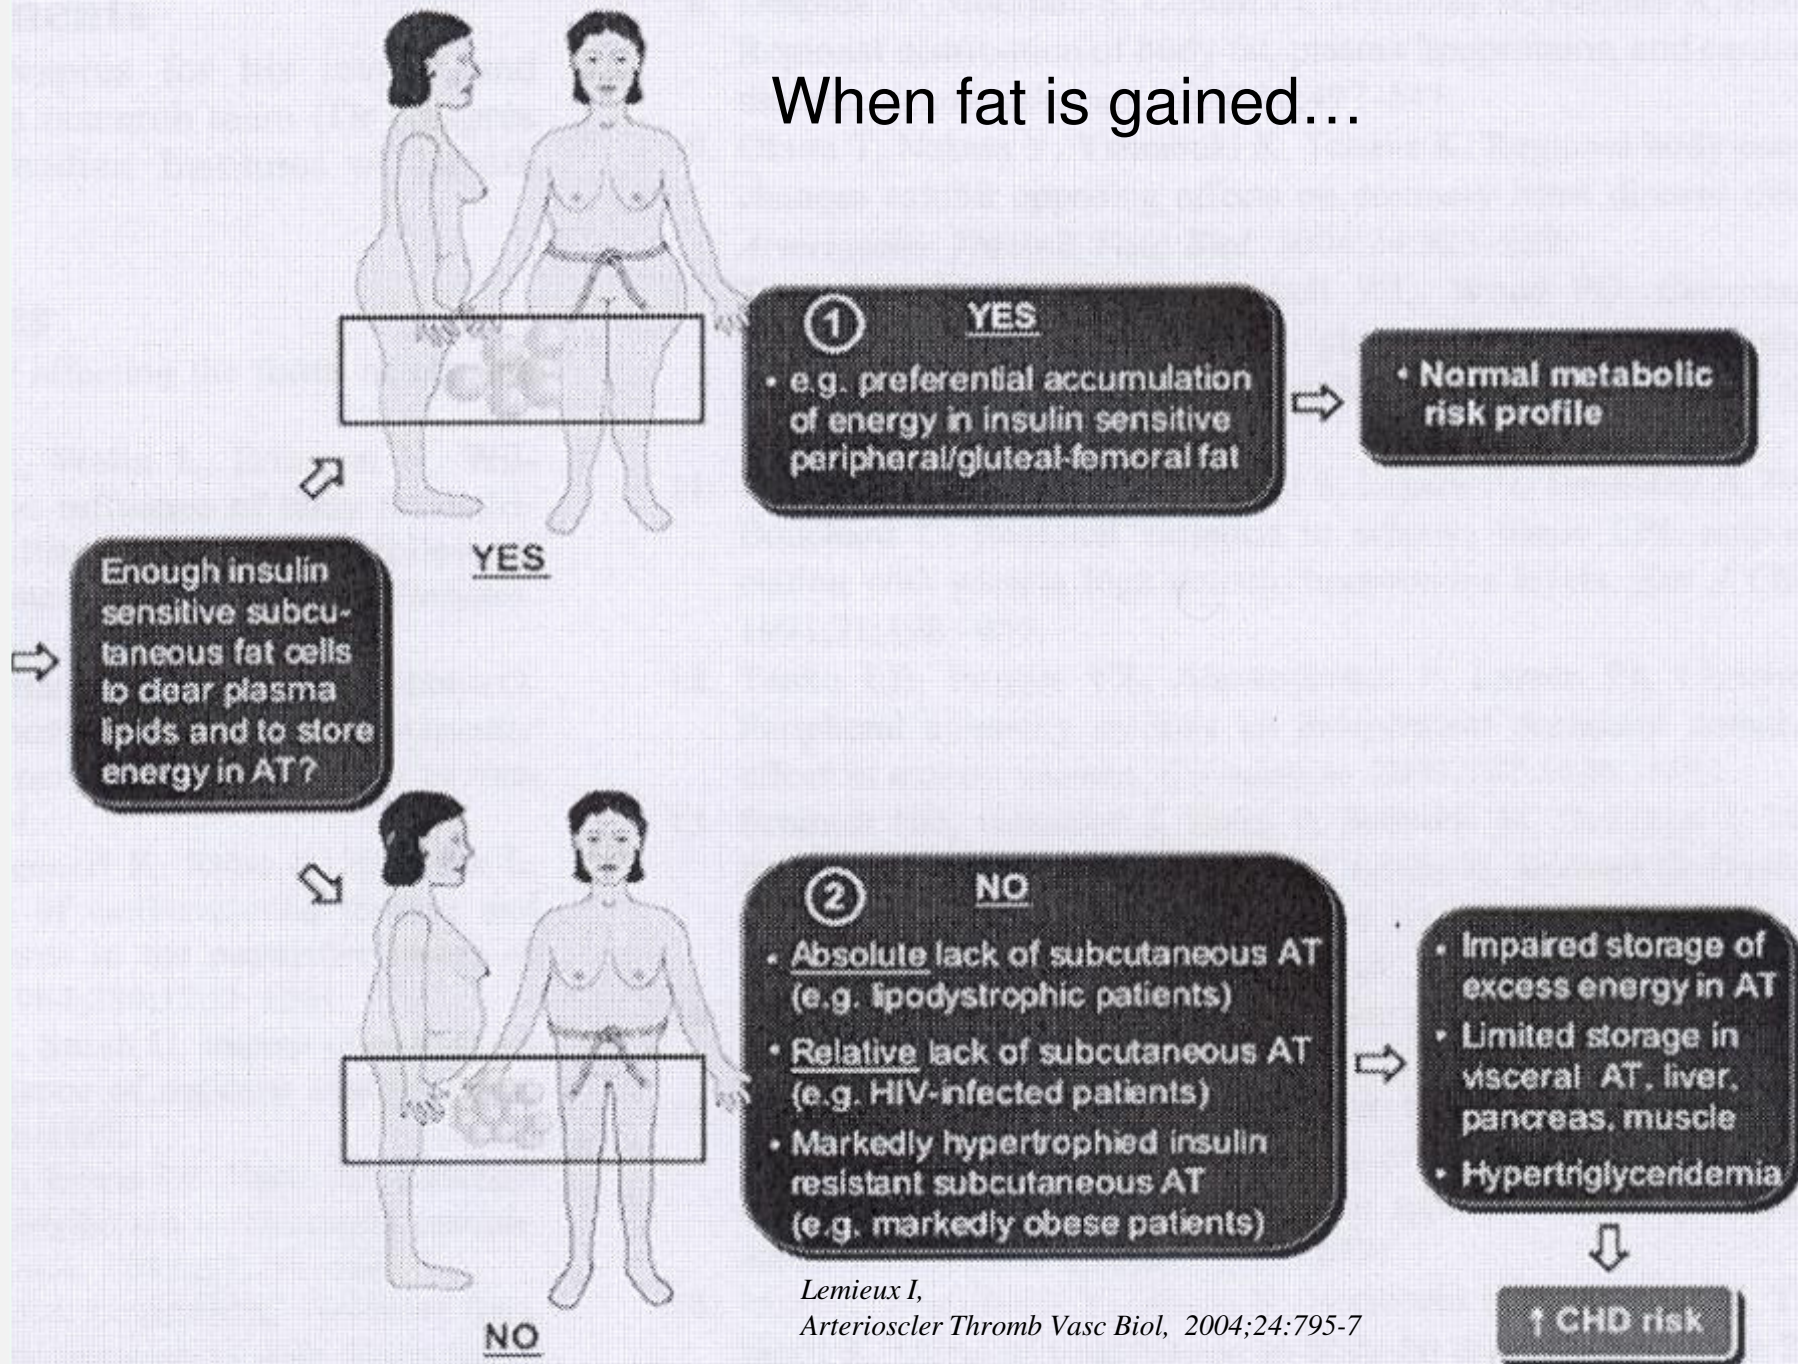 When fat is gained…
① YES
• e.g. preferential accumulation
of energy in insulin sensitive
peripheral/gluteal-femoral fat
• Normal metabolic
risk profile
YES
Enough insulin
sensitive subcu-
taneous fat cells
to clear plasma
lipids and to store
energy in AT?
② NO
• Absolute lack of subcutaneous AT
(e.g. lipodystrophic patients)
• Relative lack of subcutaneous AT
(e.g. HIV-infected patients)
• Markedly hypertrophied insulin
resistant subcutaneous AT
(e.g. markedly obese patients)
• Impaired storage of
excess energy in AT
• Limited storage in
visceral AT, liver,
pancreas, muscle
• Hypertriglyceridemia
↑ CHD risk
NO
Lemieux I,
Arterioscler Thromb Vasc Biol, 2004;24:795-7